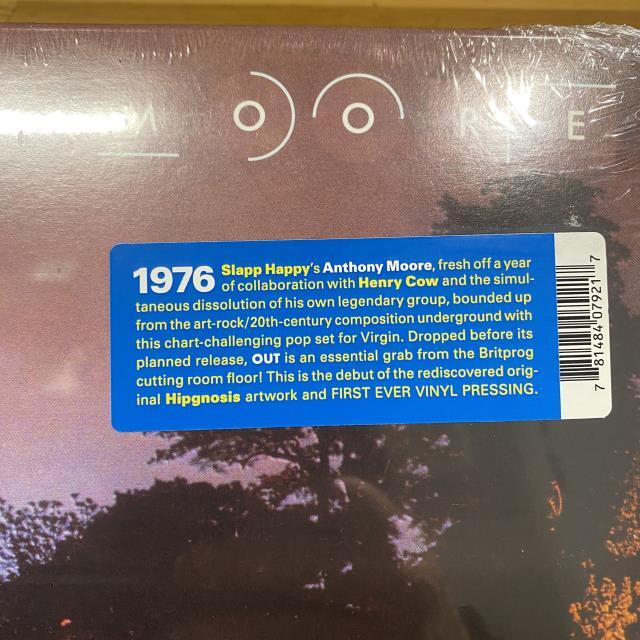 MOORE
1976 Slapp Happy's Anthony Moore, fresh off a year
of collaboration with Henry Cow and the simul-
taneous dissolution of his own legendary group, bounded up
from the art-rock/20th-century composition underground with
this chart-challenging pop set for Virgin. Dropped before its
planned release, OUT is an essential grab from the Britprog
cutting room floor! This is the debut of the rediscovered orig-
inal Hipgnosis artwork and FIRST EVER VINYL PRESSING.
7 81484 07921 7